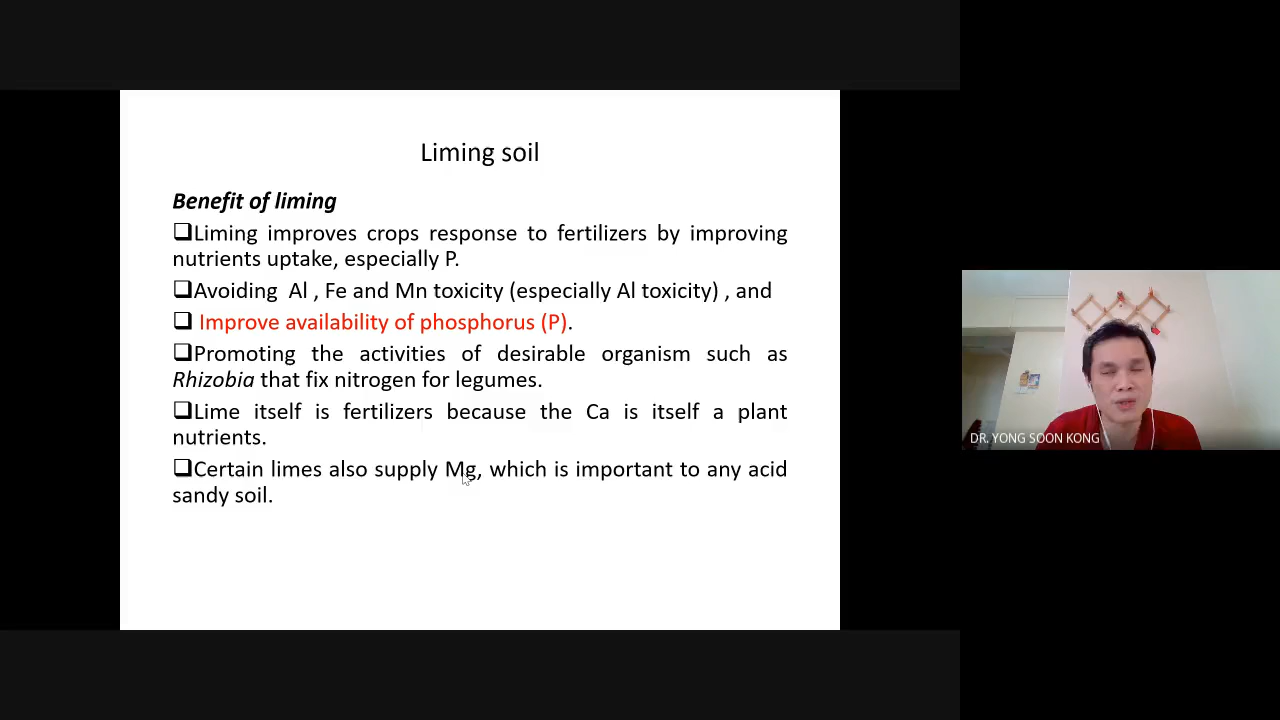 Liming soil
Benefit of liming
❑Liming improves crops response to fertilizers by improving
nutrients uptake, especially P.
❑Avoiding Al , Fe and Mn toxicity (especially Al toxicity) , and
❑ Improve availability of phosphorus (P).
❑Promoting the activities of desirable organism such as
Rhizobia that fix nitrogen for legumes.
❑Lime itself is fertilizers because the Ca is itself a plant
nutrients.
❑Certain limes also supply Mg, which is important to any acid
sandy soil.
DR. YONG SOON KONG